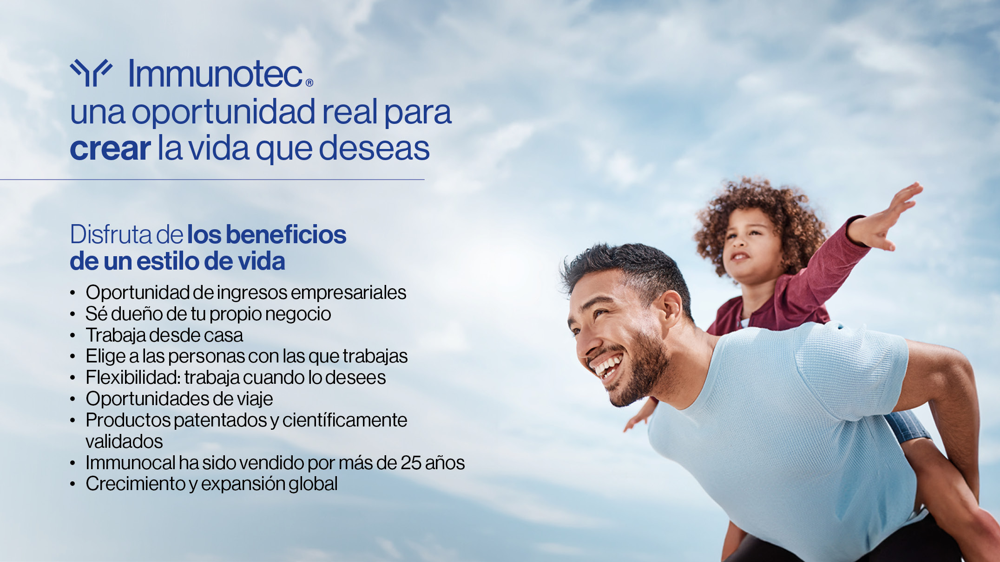 Immunotec®
una oportunidad real para
crear la vida que deseas
Disfruta de los beneficios
de un estilo de vida
• Oportunidad de ingresos empresariales
• Sé dueño de tu propio negocio
• Trabaja desde casa
• Elige a las personas con las que trabajas
• Flexibilidad: trabaja cuando lo desees
• Oportunidades de viaje
• Productos patentados y científicamente
validados
• Immunocal ha sido vendido por más de 25 años
• Crecimiento y expansión global